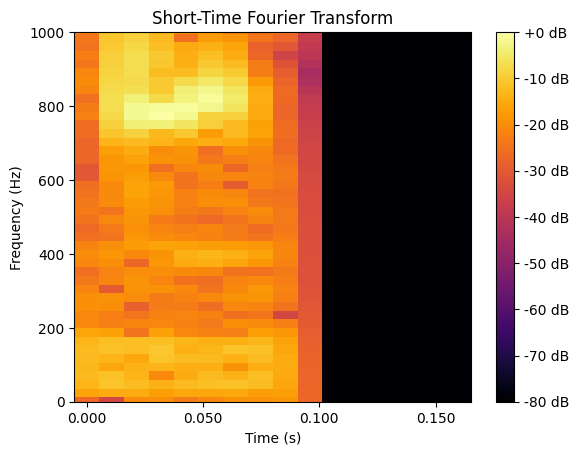 Short-Time Fourier Transform
1000
800
600
400
200
0
Frequency (Hz)
0.000
0.050
0.100
0.150
Time (s)
+0 dB
-10 dB
-20 dB
-30 dB
-40 dB
-50 dB
-60 dB
-70 dB
-80 dB